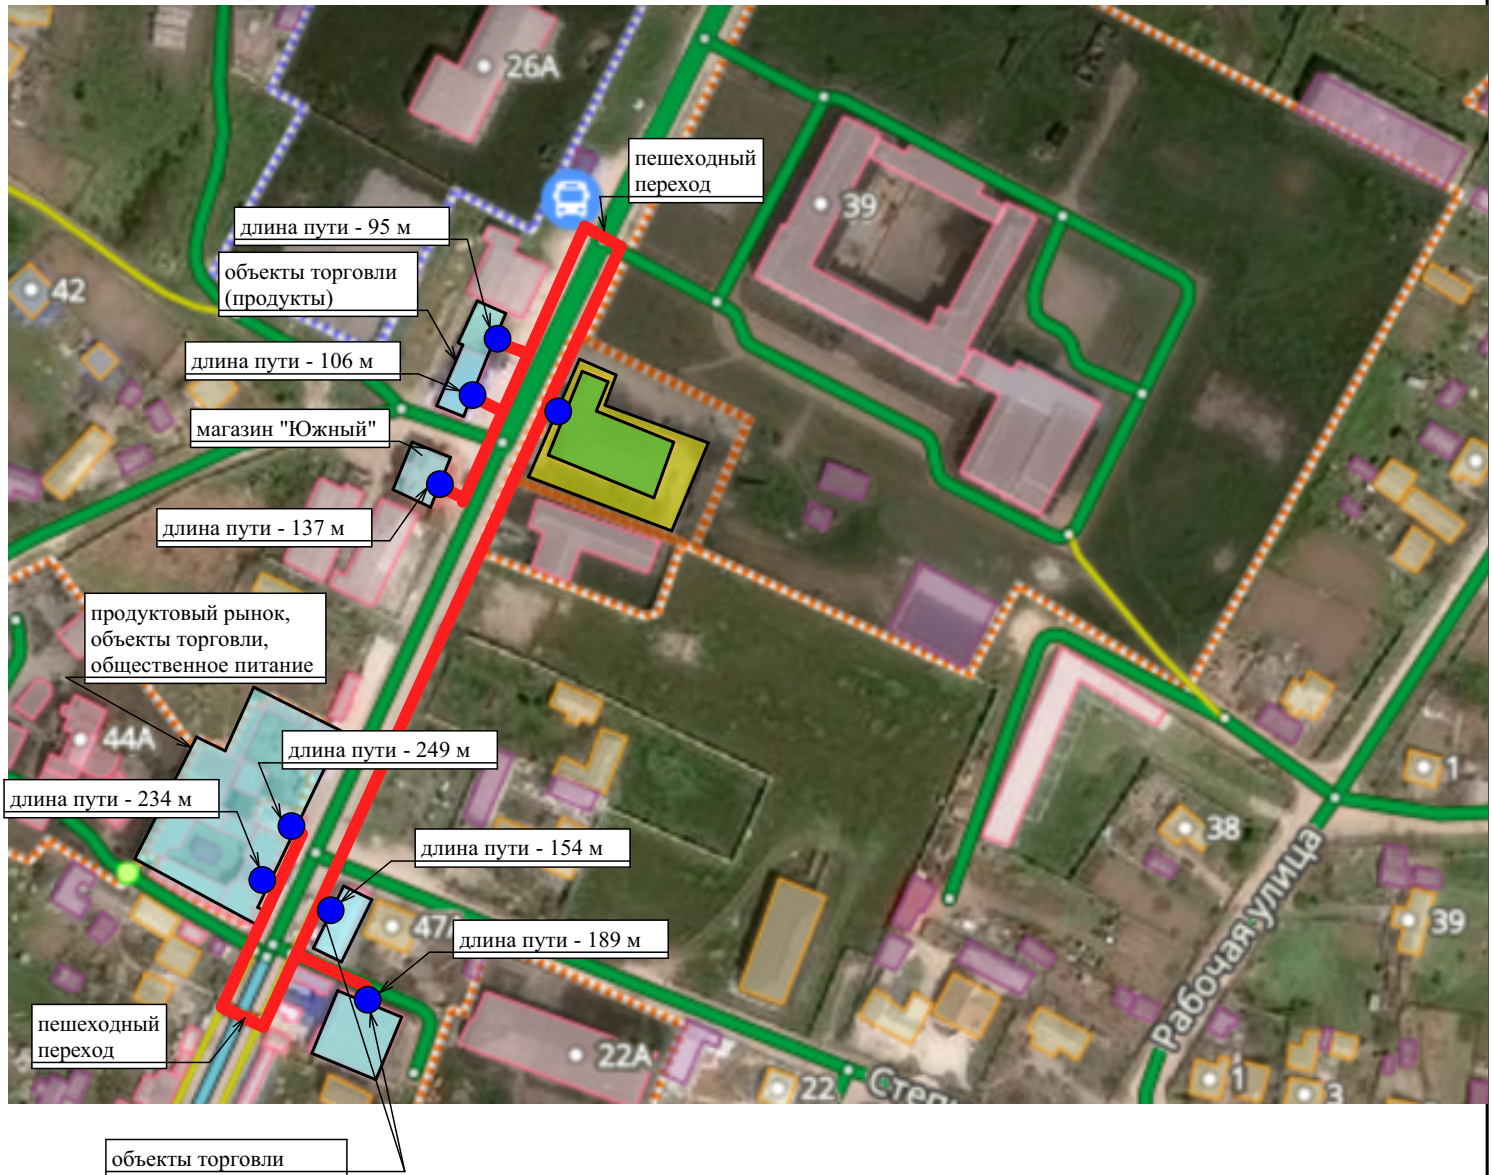 26А
пешеходный
переход
39
длина пути - 95 м
объекты торговли
(продукты)
42
длина пути - 106 м
магазин "Южный"
длина пути - 137 м
продуктовый рынок,
объекты торговли,
общественное питание
44А
длина пути - 249 м
длина пути - 234 м
1
38
длина пути - 154 м
Рабочая улица
39
47А
длина пути - 189 м
пешеходный
переход
22А
22
1
3
объекты торговли